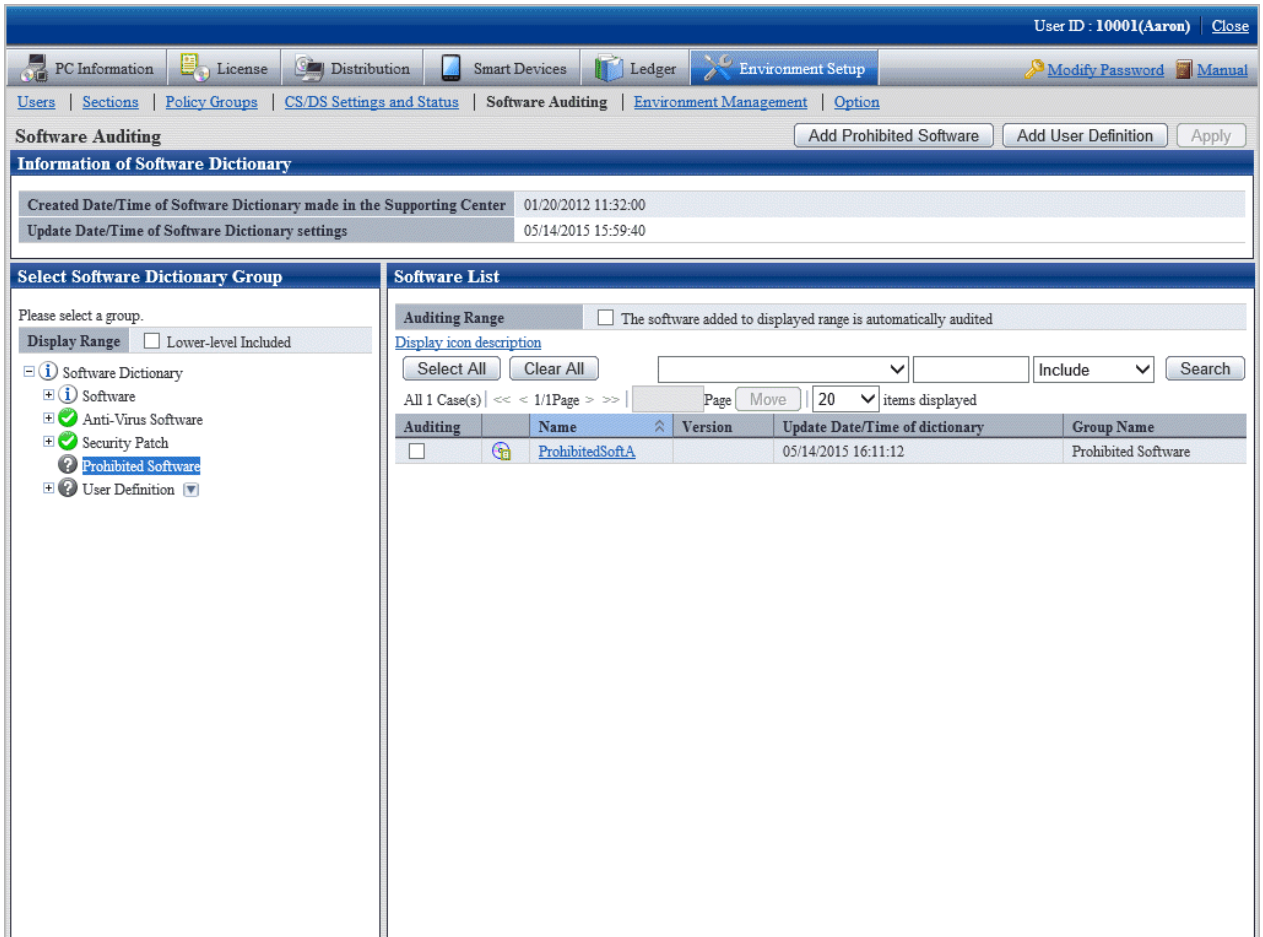 User ID : 10001(Aaron) Close
PC Information License Distribution Smart Devices Ledger Environment Setup Modify Password Manual
Users | Sections | Policy Groups | CS/DS Settings and Status | Software Auditing | Environment Management | Option
Software Auditing Add Prohibited Software Add User Definition Apply
Information of Software Dictionary
Created Date/Time of Software Dictionary made in the Supporting Center 01/20/2012 11:32:00
Update Date/Time of Software Dictionary settings 05/14/2015 15:59:40
Select Software Dictionary Group
Please select a group.
Display Range Lower-level Included
Software Dictionary
Software
Anti-Virus Software
Security Patch
Prohibited Software
User Definition
Software List
Auditing Range The software added to displayed range is automatically audited
Display icon description
Select All Clear All Include Search
All 1 Case(s) | << < 1/1Page > >> | Page Move | 20 items displayed
Auditing Name Version Update Date/Time of dictionary Group Name
ProhibitedSoftA 05/14/2015 16:11:12 Prohibited Software